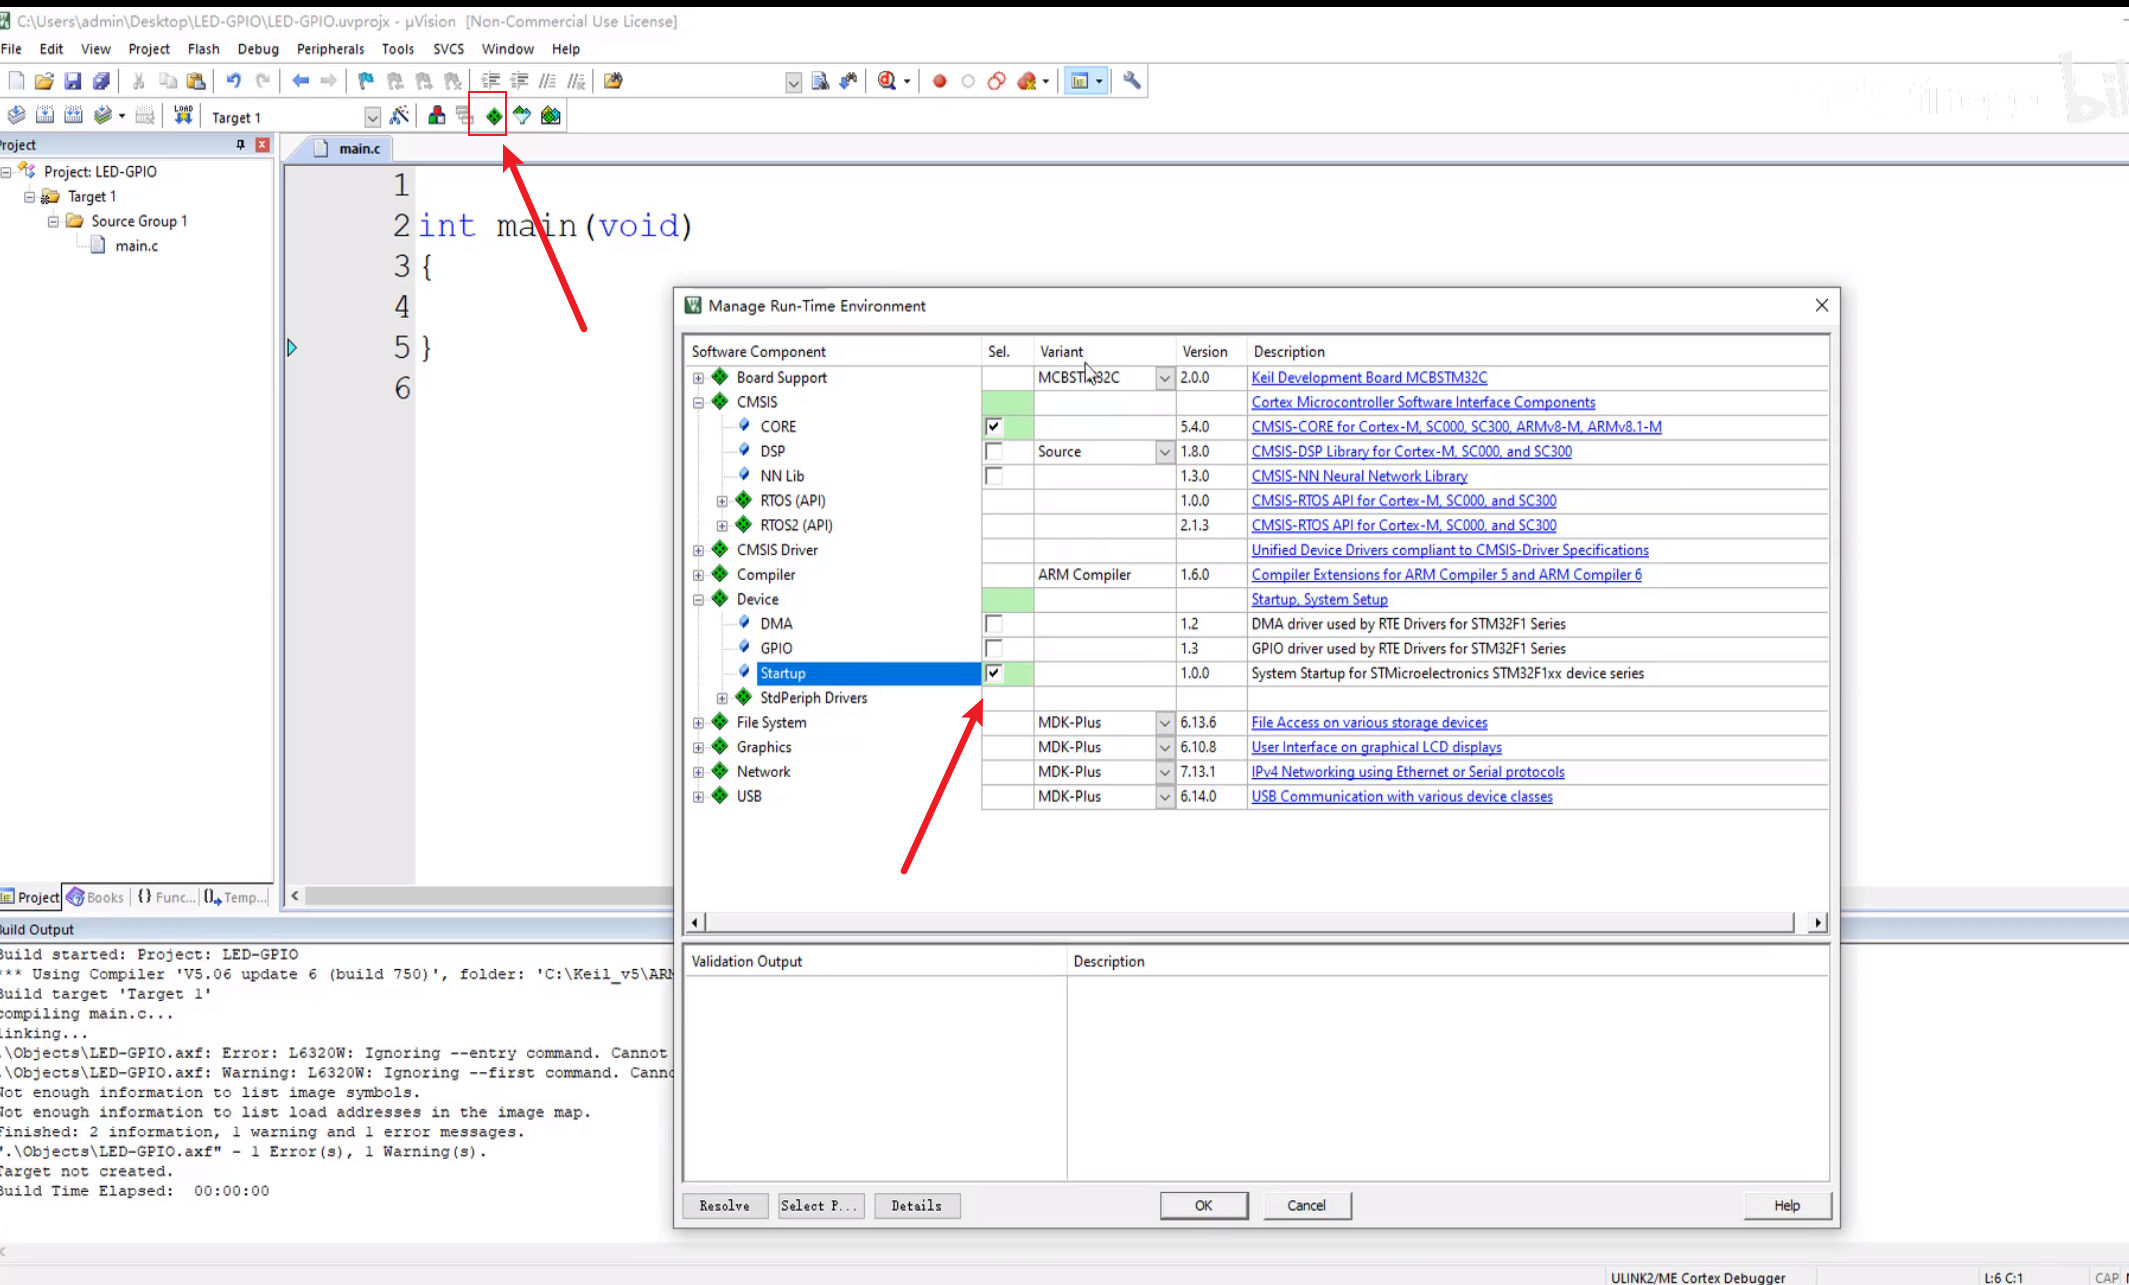 C:\Users\admin\Desktop\LED-GPIO\LED-GPIO.uvprojx - µVision [Non-Commercial Use License]
File Edit View Project Flash Debug Peripherals Tools SVCS Window Help
LOAD Target 1
Project
main.c
Project: LED-GPIO
Target 1
Source Group 1
main.c
1
2 int main(void)
3 {
4
5 }
6
Manage Run-Time Environment
Software Component Sel. Variant Version Description
Board Support MCBSTM32C 2.0.0 Keil Development Board MCBSTM32C
CMSIS Cortex Microcontroller Software Interface Components
CORE 5.4.0 CMSIS-CORE for Cortex-M, SC000, SC300, ARMv8-M, ARMv8.1-M
DSP Source 1.8.0 CMSIS-DSP Library for Cortex-M, SC000, and SC300
NN Lib 1.3.0 CMSIS-NN Neural Network Library
RTOS (API) 1.0.0 CMSIS-RTOS API for Cortex-M, SC000, and SC300
RTOS2 (API) 2.1.3 CMSIS-RTOS API for Cortex-M, SC000, and SC300
CMSIS Driver Unified Device Drivers compliant to CMSIS-Driver Specifications
Compiler ARM Compiler 1.6.0 Compiler Extensions for ARM Compiler 5 and ARM Compiler 6
Device Startup, System Setup
DMA 1.2 DMA driver used by RTE Drivers for STM32F1 Series
GPIO 1.3 GPIO driver used by RTE Drivers for STM32F1 Series
Startup 1.0.0 System Startup for STMicroelectronics STM32F1xx device series
StdPeriph Drivers
File System MDK-Plus 6.13.6 File Access on various storage devices
Graphics MDK-Plus 6.10.8 User Interface on graphical LCD displays
Network MDK-Plus 7.13.1 IPv4 Networking using Ethernet or Serial protocols
USB MDK-Plus 6.14.0 USB Communication with various device classes
Validation Output Description
Resolve Select P... Details OK Cancel Help
Project Books {} Func... Temp...
Build Output
Build started: Project: LED-GPIO
*** Using Compiler 'V5.06 update 6 (build 750)', folder: 'C:\Keil_v5\ARM
Build target 'Target 1'
compiling main.c...
linking...
.\Objects\LED-GPIO.axf: Error: L6320W: Ignoring --entry command. Cannot
.\Objects\LED-GPIO.axf: Warning: L6320W: Ignoring --first command. Canno
Not enough information to list image symbols.
Not enough information to list load addresses in the image map.
Finished: 2 information, 1 warning and 1 error messages.
".\Objects\LED-GPIO.axf" - 1 Error(s), 1 Warning(s).
Target not created.
Build Time Elapsed: 00:00:00
ULINK2/ME Cortex Debugger L:6 C:1 CAP